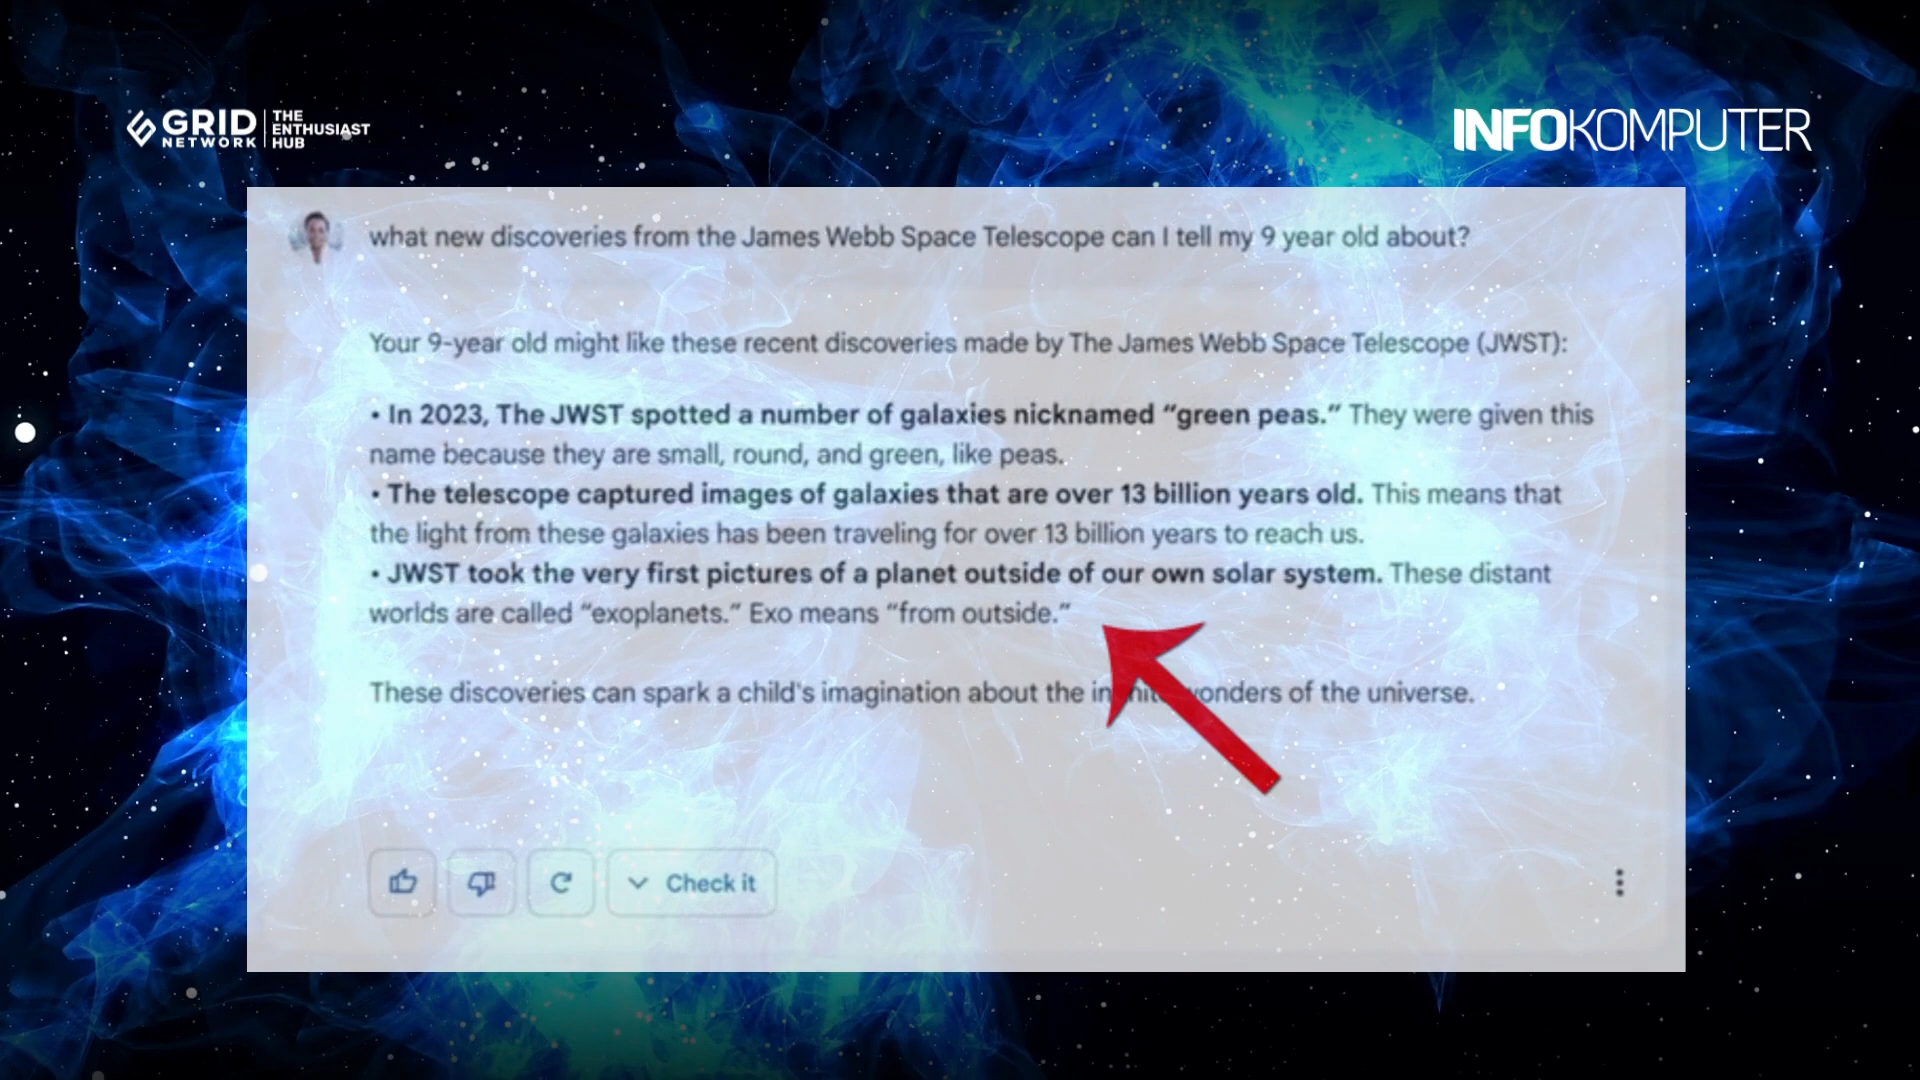 GRID
NETWORK
THE
ENTHUSIAST
HUB
INFOKOMPUTER
what new discoveries from the James Webb Space Telescope can I tell my 9 year old about?
Your 9-year old might like these recent discoveries made by The James Webb Space Telescope (JWST):
• In 2023, The JWST spotted a number of galaxies nicknamed “green peas.” They were given this
name because they are small, round, and green, like peas.
• The telescope captured images of galaxies that are over 13 billion years old. This means that
the light from these galaxies has been traveling for over 13 billion years to reach us.
• JWST took the very first pictures of a planet outside of our own solar system. These distant
worlds are called “exoplanets.” Exo means “from outside.”
These discoveries can spark a child's imagination about the wonders of the universe.
Check it